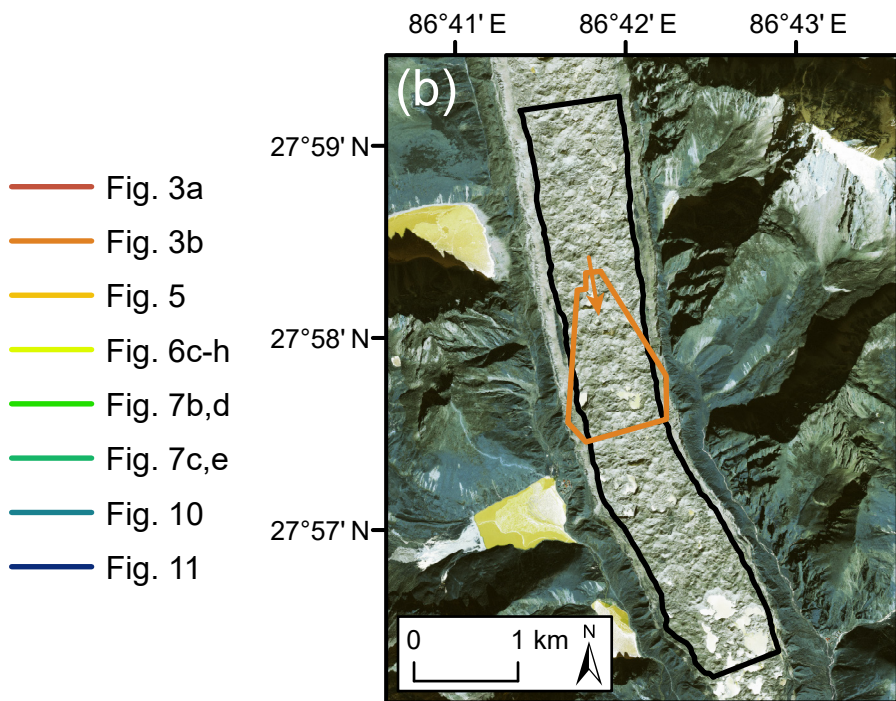 86°41' E 86°42' E 86°43' E
(b)
27°59' N
Fig. 3a
Fig. 3b
Fig. 5
27°58' N
Fig. 6c-h
Fig. 7b,d
Fig. 7c,e
Fig. 10
27°57' N
Fig. 11
0 1 km N